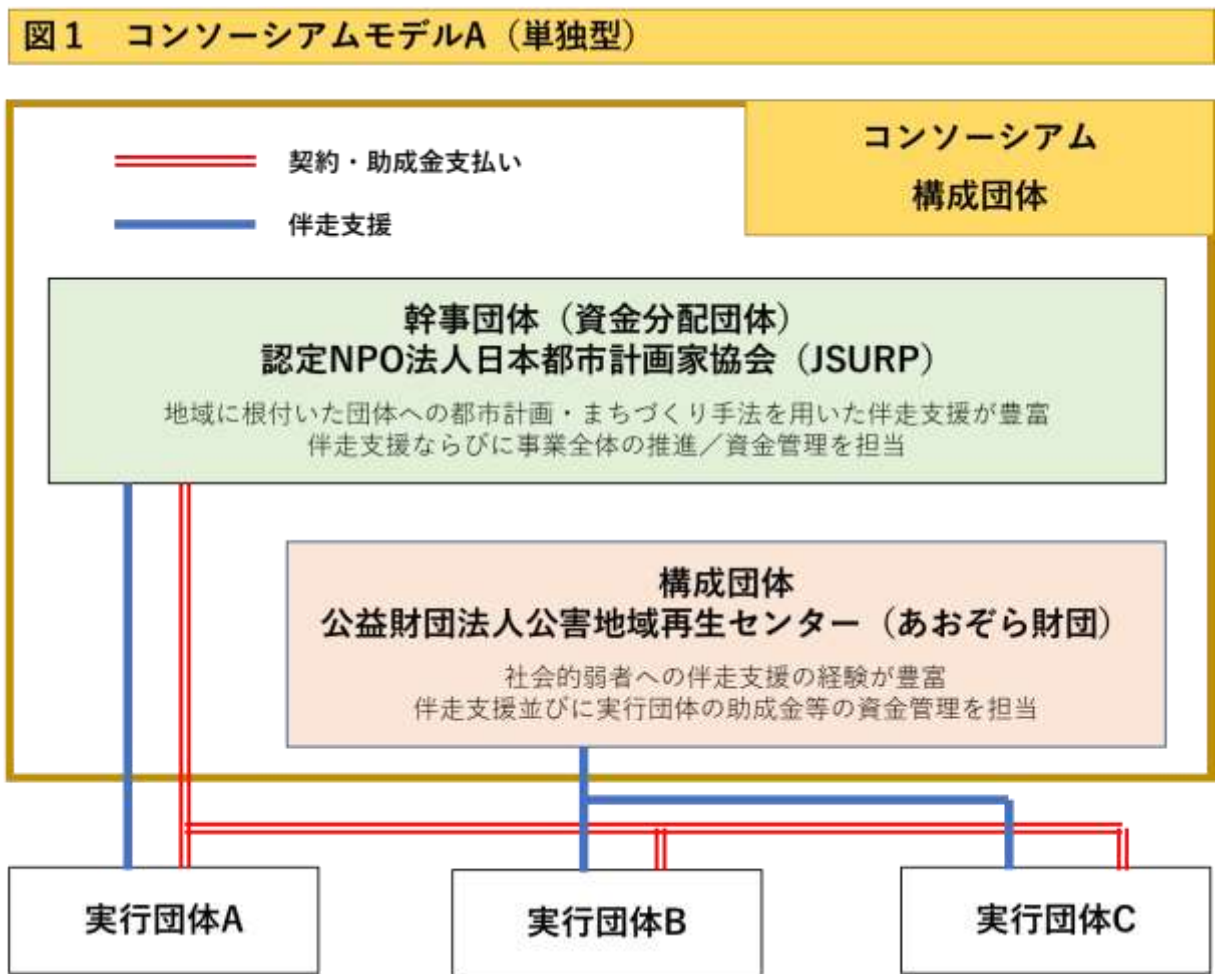 図1 コンソーシアムモデルA（単独型）
コンソーシアム
構成団体
契約・助成金支払い
伴走支援
幹事団体（資金分配団体）
認定NPO法人日本都市計画家協会（JSURP）
地域に根付いた団体への都市計画・まちづくり手法を用いた伴走支援が豊富
伴走支援ならびに事業全体の推進／資金管理を担当
構成団体
公益財団法人公害地域再生センター（あおぞら財団）
社会的弱者への伴走支援の経験が豊富
伴走支援並びに実行団体の助成金等の資金管理を担当
実行団体A
実行団体B
実行団体C